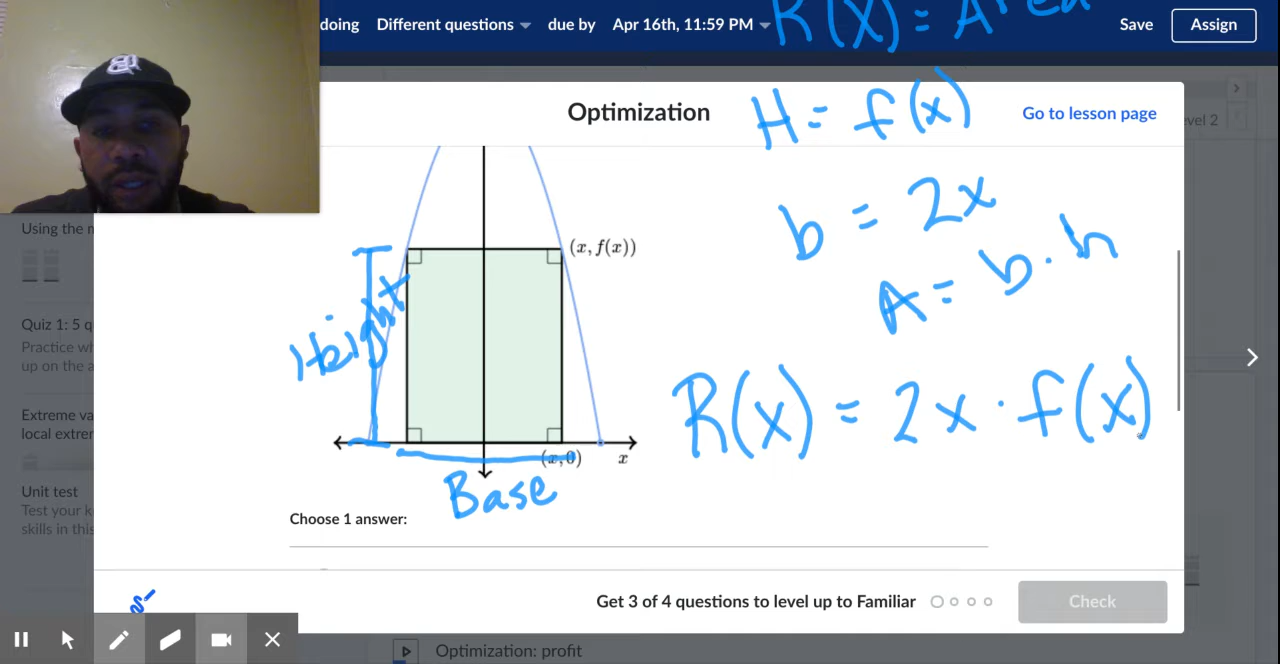 doing Different questions due by Apr 16th, 11:59 PM Save Assign
R(x) = Area
Optimization
Go to lesson page
H = f(x)
b = 2x
A = b · h
R(x) = 2x · f(x)
(x, f(x))
Height
(x, 0)
x
Base
Choose 1 answer:
Get 3 of 4 questions to level up to Familiar
Check
Using the
Quiz 1: 5 q
Practice wh
up on the a
Extreme va
local extrem
Unit test
Test your k
skills in this
vel 2
Optimization: profit